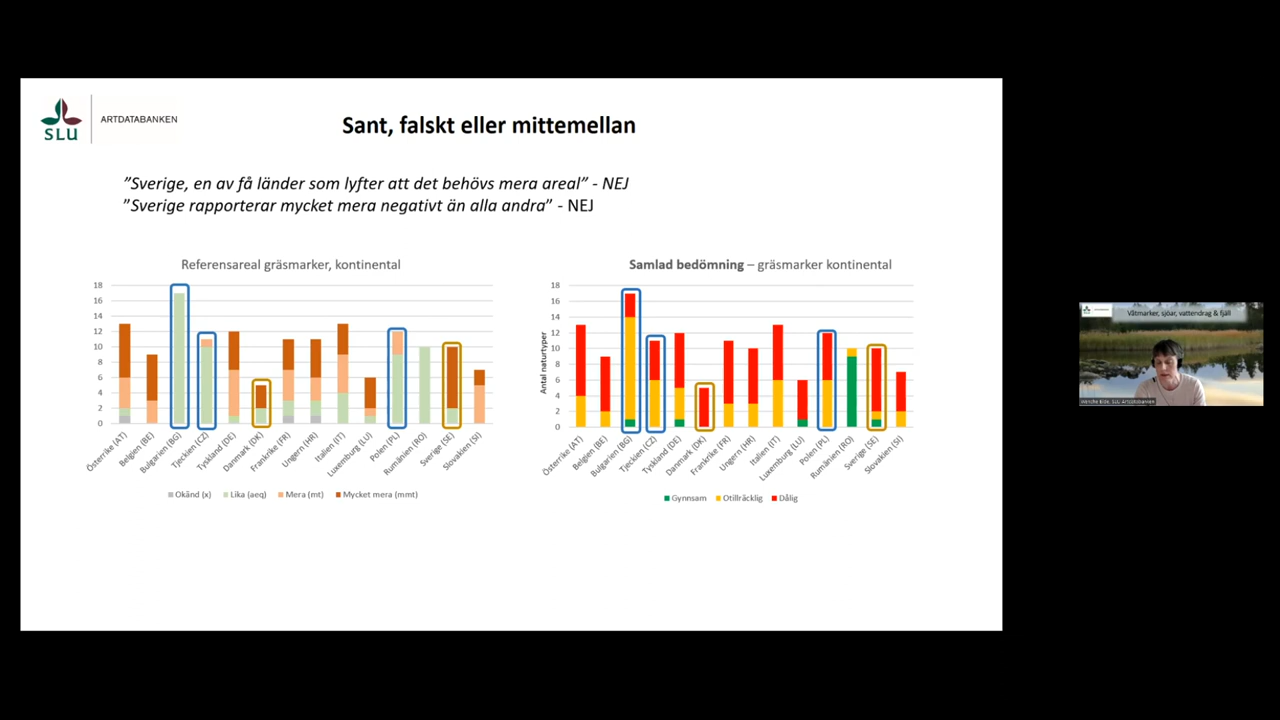 SLU
ARTDATABANKEN
Sant, falskt eller mittemellan
”Sverige, en av få länder som lyfter att det behövs mera areal” - NEJ
”Sverige rapporterar mycket mera negativt än alla andra” - NEJ
Referensareal gräsmarker, kontinental
18
16
14
12
10
8
6
4
2
0
Österrike (AT)
Belgien (BE)
Bulgarien (BG)
Tjeckien (CZ)
Tyskland (DE)
Danmark (DK)
Frankrike (FR)
Ungern (HR)
Italien (IT)
Luxemburg (LU)
Polen (PL)
Rumänien (RO)
Sverige (SE)
Slovakien (SI)
Okänd (x) Lika (aeq) Mera (mt) Mycket mera (mmt)
Samlad bedömning – gräsmarker kontinental
Antal naturtyper
18
16
14
12
10
8
6
4
2
0
Österrike (AT)
Belgien (BE)
Bulgarien (BG)
Tjeckien (CZ)
Tyskland (DE)
Danmark (DK)
Frankrike (FR)
Ungern (HR)
Italien (IT)
Luxemburg (LU)
Polen (PL)
Rumänien (RO)
Sverige (SE)
Slovakien (SI)
Gynnsam Otillräcklig Dålig
Våtmarker, sjöar, vattendrag & fjäll